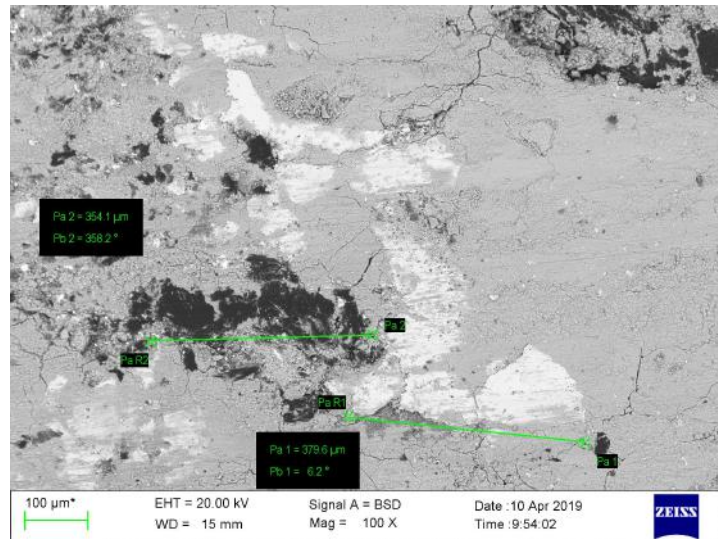 Pa 2 = 354.1 µm
Pb 2 = 358.2 °
Pa 2
Pa R2
Pa R1
Pa 1 = 379.6 µm
Pb 1 = 6.2 °
Pa 1
100 µm*
EHT = 20.00 kV
WD = 15 mm
Signal A = BSD
Mag = 100 X
Date :10 Apr 2019
Time :9:54:02
ZEISS